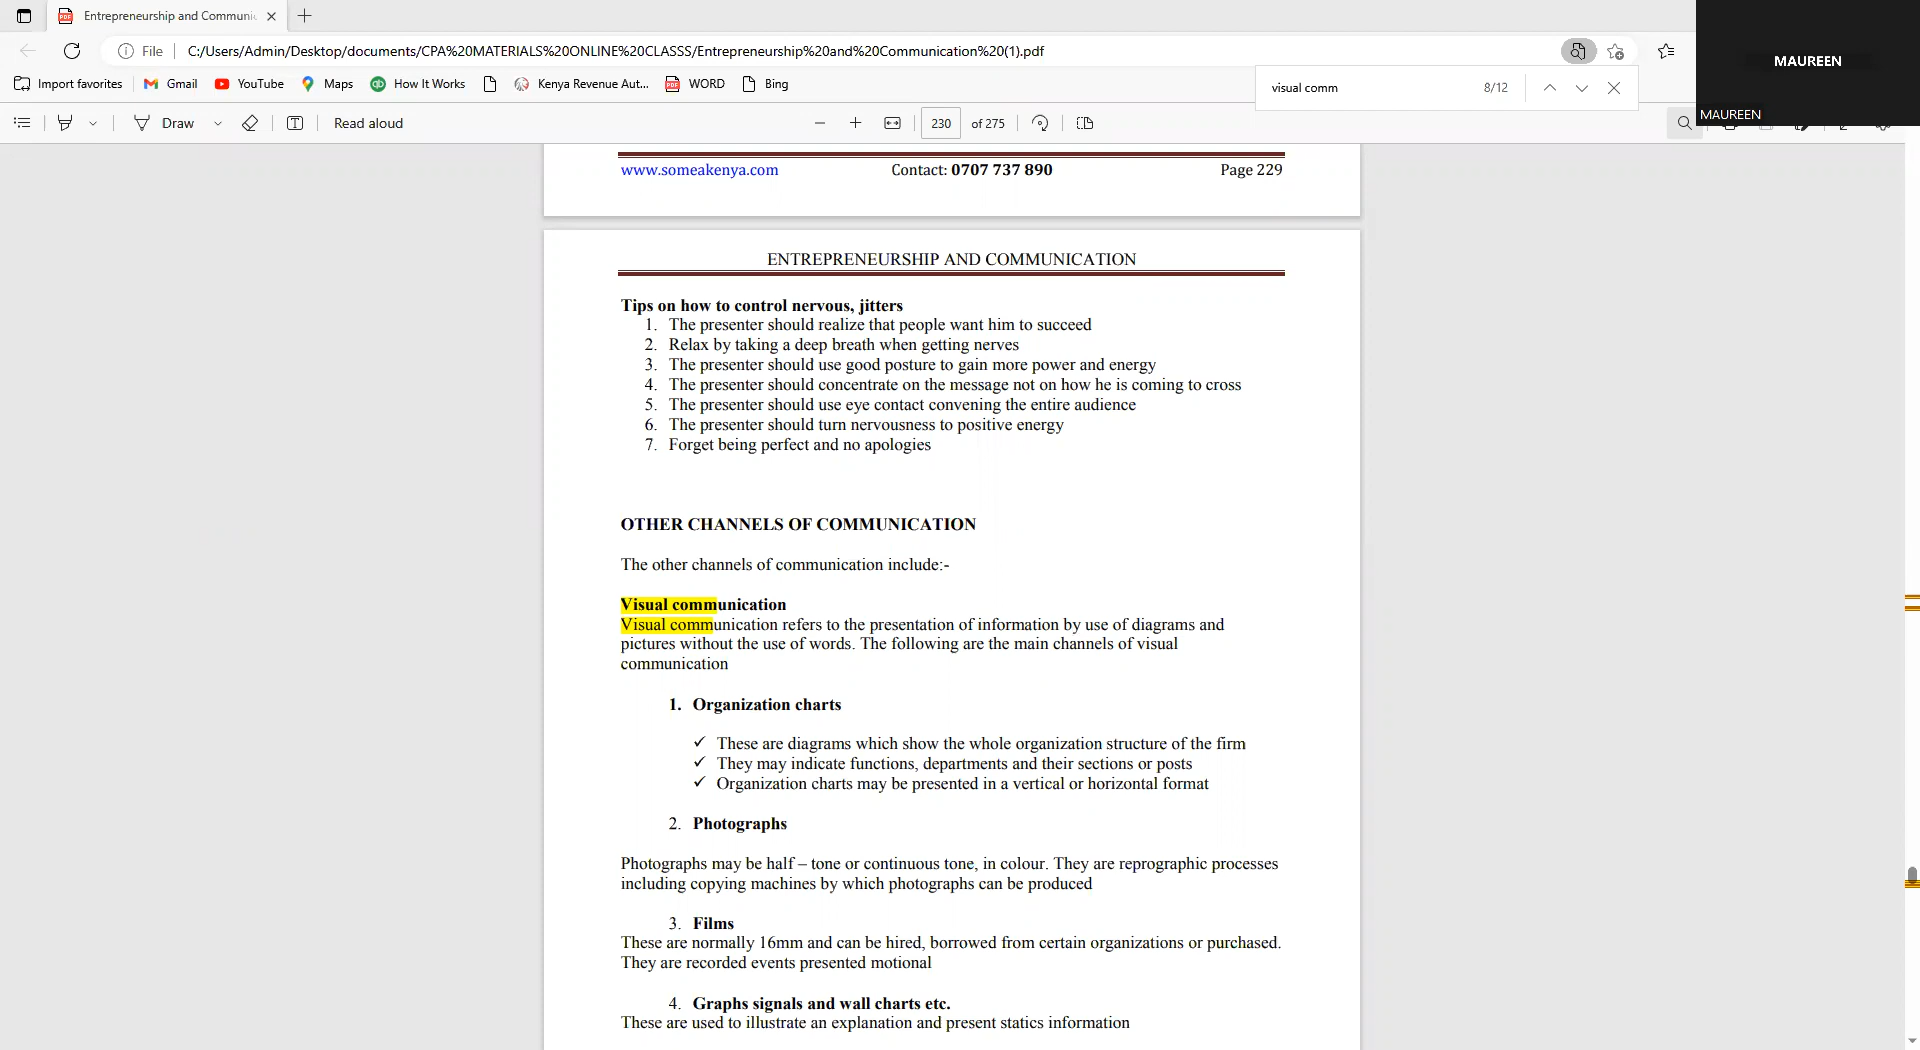 Entrepreneurship and Communic
File
C:/Users/Admin/Desktop/documents/CPA%20MATERIALS%20ONLINE%20CLASSS/Entrepreneurship%20and%20Communication%20(1).pdf
MAUREEN
Import favorites
Gmail
YouTube
Maps
How It Works
Kenya Revenue Aut...
WORD
Bing
visual comm
8/12
MAUREEN
Draw
Read aloud
230
of 275
www.someakenya.com Contact: 0707 737 890 Page 229
ENTREPRENEURSHIP AND COMMUNICATION
Tips on how to control nervous, jitters
1. The presenter should realize that people want him to succeed
2. Relax by taking a deep breath when getting nerves
3. The presenter should use good posture to gain more power and energy
4. The presenter should concentrate on the message not on how he is coming to cross
5. The presenter should use eye contact convening the entire audience
6. The presenter should turn nervousness to positive energy
7. Forget being perfect and no apologies
OTHER CHANNELS OF COMMUNICATION
The other channels of communication include:-
Visual communication
Visual communication refers to the presentation of information by use of diagrams and
pictures without the use of words. The following are the main channels of visual
communication
1. Organization charts
✓ These are diagrams which show the whole organization structure of the firm
✓ They may indicate functions, departments and their sections or posts
✓ Organization charts may be presented in a vertical or horizontal format
2. Photographs
Photographs may be half – tone or continuous tone, in colour. They are reprographic processes
including copying machines by which photographs can be produced
3. Films
These are normally 16mm and can be hired, borrowed from certain organizations or purchased.
They are recorded events presented motional
4. Graphs signals and wall charts etc.
These are used to illustrate an explanation and present statics information